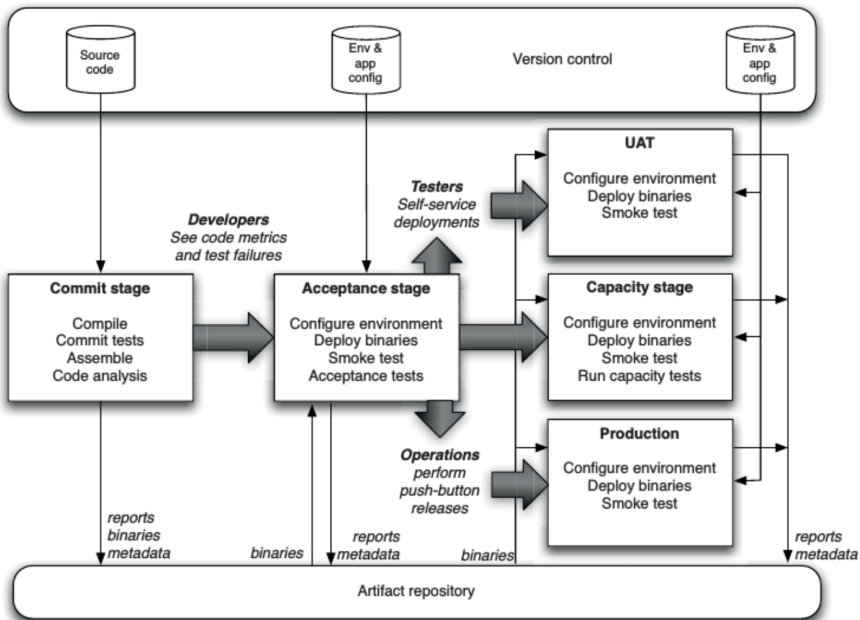 Source
code
Env &
app
config
Version control
Env &
app
config
UAT
Configure environment
Deploy binaries
Smoke test
Testers
Self-service
deployments
Developers
See code metrics
and test failures
Commit stage
Compile
Commit tests
Assemble
Code analysis
Acceptance stage
Configure environment
Deploy binaries
Smoke test
Acceptance tests
Capacity stage
Configure environment
Deploy binaries
Smoke test
Run capacity tests
Operations
perform
push-button
releases
Production
Configure environment
Deploy binaries
Smoke test
reports
binaries
metadata
binaries
reports
metadata
binaries
reports
metadata
Artifact repository